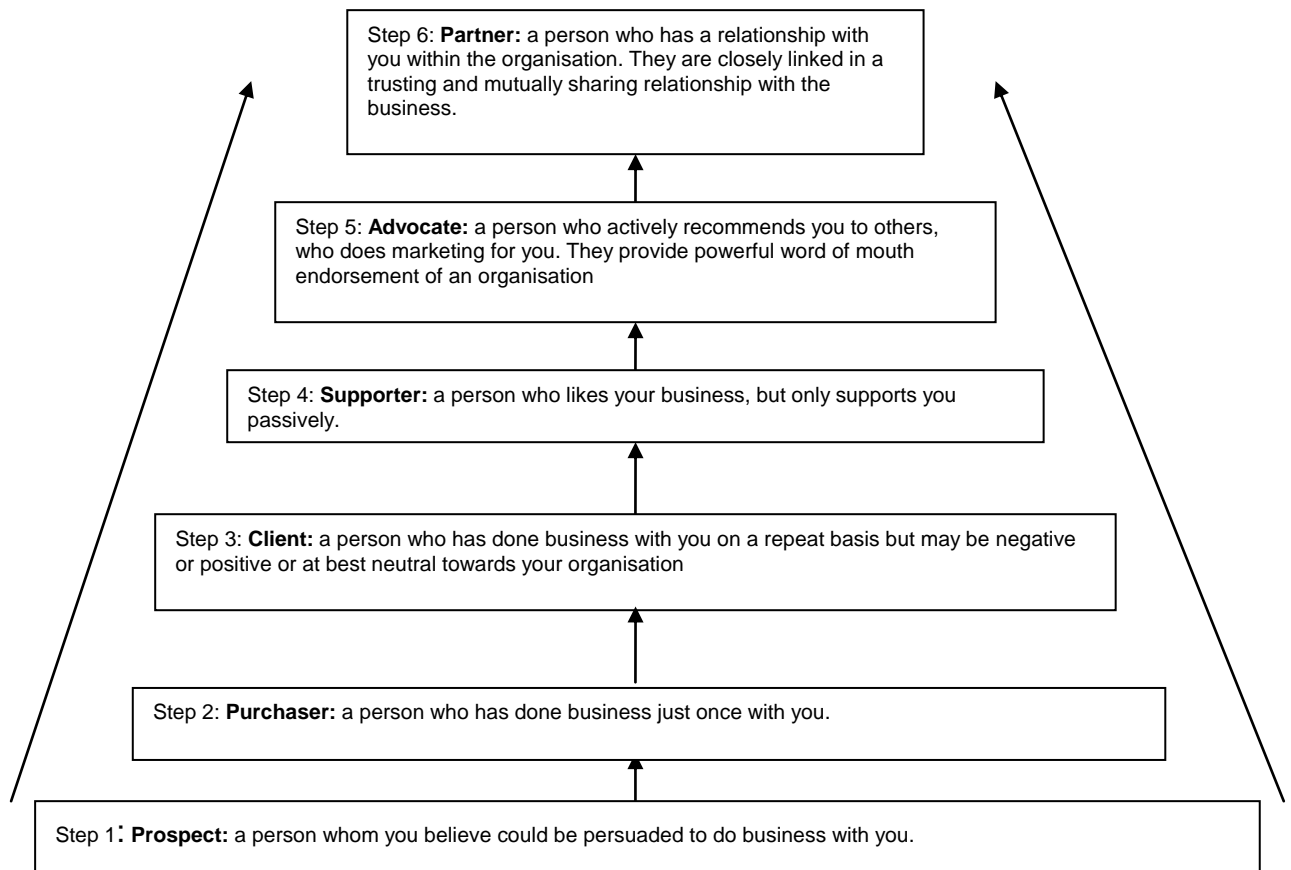 Step 6: Partner: a person who has a relationship with
you within the organisation. They are closely linked in a
trusting and mutually sharing relationship with the
business.
Step 5: Advocate: a person who actively recommends you to others,
who does marketing for you. They provide powerful word of mouth
endorsement of an organisation
Step 4: Supporter: a person who likes your business, but only supports you
passively.
Step 3: Client: a person who has done business with you on a repeat basis but may be negative
or positive or at best neutral towards your organisation
Step 2: Purchaser: a person who has done business just once with you.
Step 1: Prospect: a person whom you believe could be persuaded to do business with you.